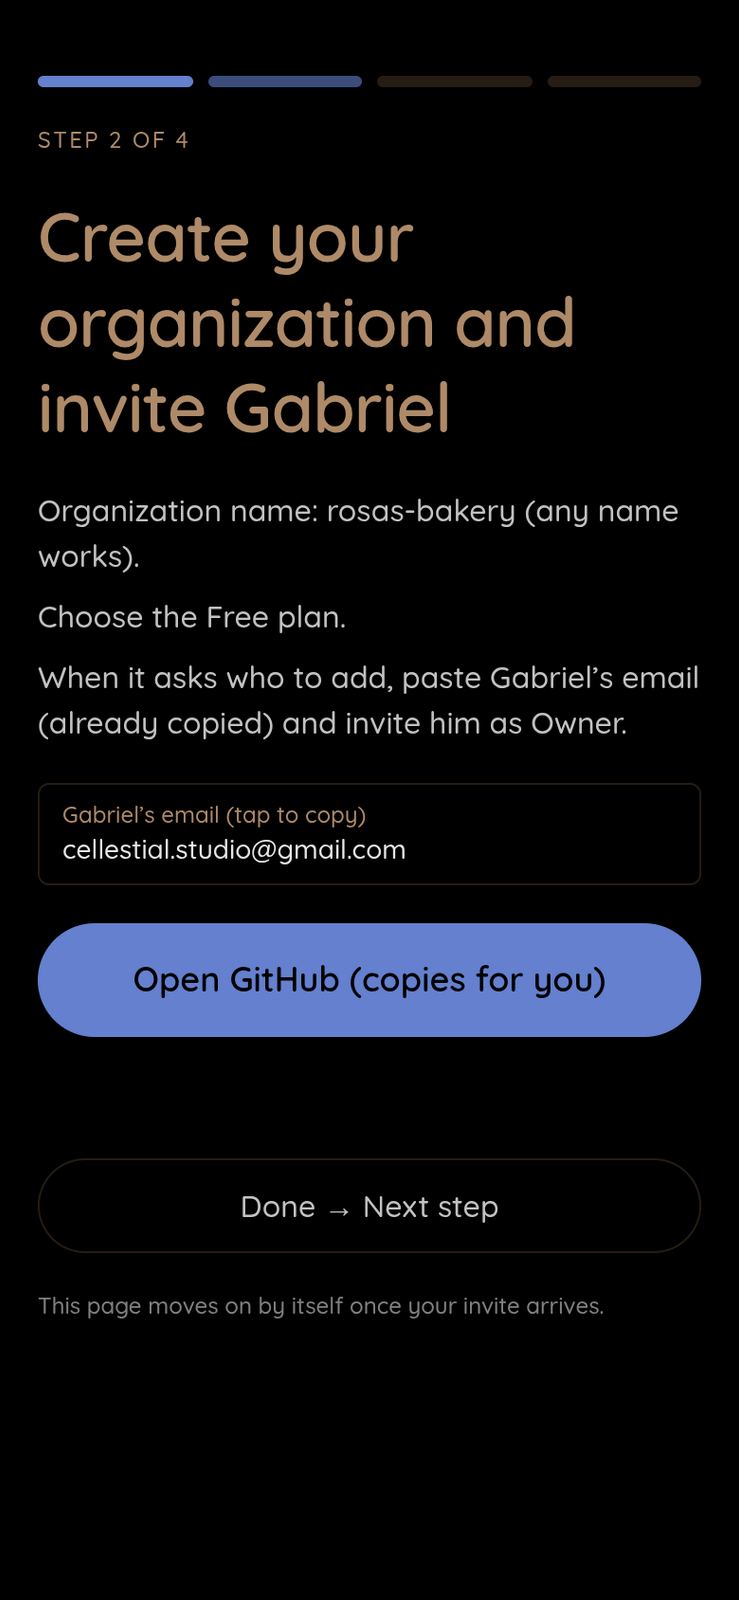 STEP 2 OF 4
Create your
organization and
invite Gabriel
Organization name: rosas-bakery (any name
works).
Choose the Free plan.
When it asks who to add, paste Gabriel’s email
(already copied) and invite him as Owner.
Gabriel’s email (tap to copy)
cellestial.studio@gmail.com
Open GitHub (copies for you)
Done → Next step
This page moves on by itself once your invite arrives.